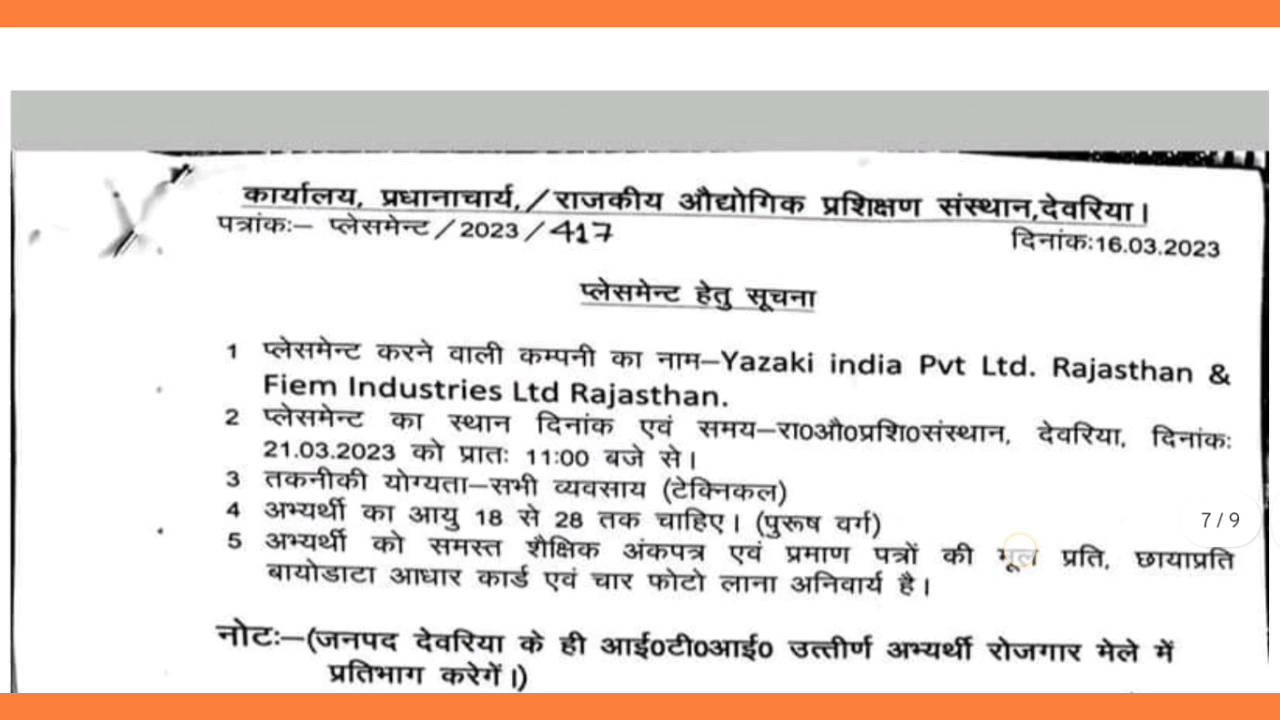 कार्यालय, प्रधानाचार्य,/राजकीय औद्योगिक प्रशिक्षण संस्थान,देवरिया।
पत्रांकः– प्लेसमेन्ट/2023/417
दिनांकः16.03.2023
प्लेसमेन्ट हेतु सूचना
1 प्लेसमेन्ट करने वाली कम्पनी का नाम–Yazaki india Pvt Ltd. Rajasthan &
Fiem Industries Ltd Rajasthan.
2 प्लेसमेन्ट का स्थान दिनांक एवं समय–रा0औ0प्रशि0संस्थान, देवरिया, दिनांकः
21.03.2023 को प्रातः 11:00 बजे से।
3 तकनीकी योग्यता–सभी व्यवसाय (टेक्निकल)
4 अभ्यर्थी का आयु 18 से 28 तक चाहिए। (पुरूष वर्ग)
7/9
5 अभ्यर्थी को समस्त शैक्षिक अंकपत्र एवं प्रमाण पत्रों की मूल प्रति, छायाप्रति
बायोडाटा आधार कार्ड एवं चार फोटो लाना अनिवार्य है।
नोटः–(जनपद देवरिया के ही आई0टी0आई0 उत्तीर्ण अभ्यर्थी रोजगार मेले में
प्रतिभाग करेगें।)